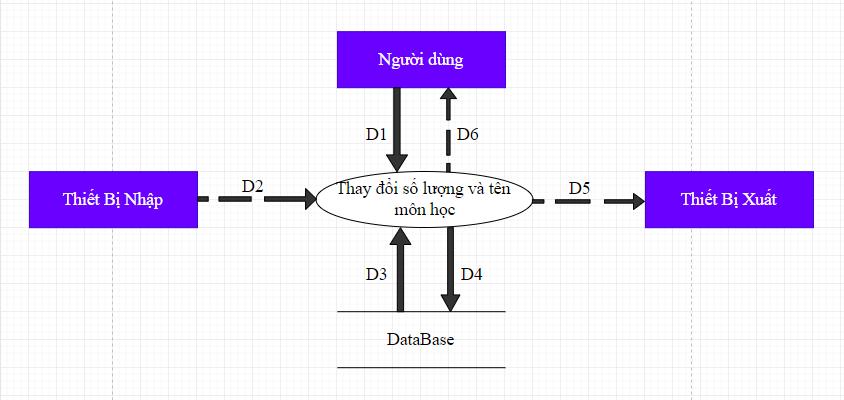 Người dùng
D1
D6
Thiết Bị Nhập
D2
Thay đổi số lượng và tên
môn học
D5
Thiết Bị Xuất
D3
D4
DataBase